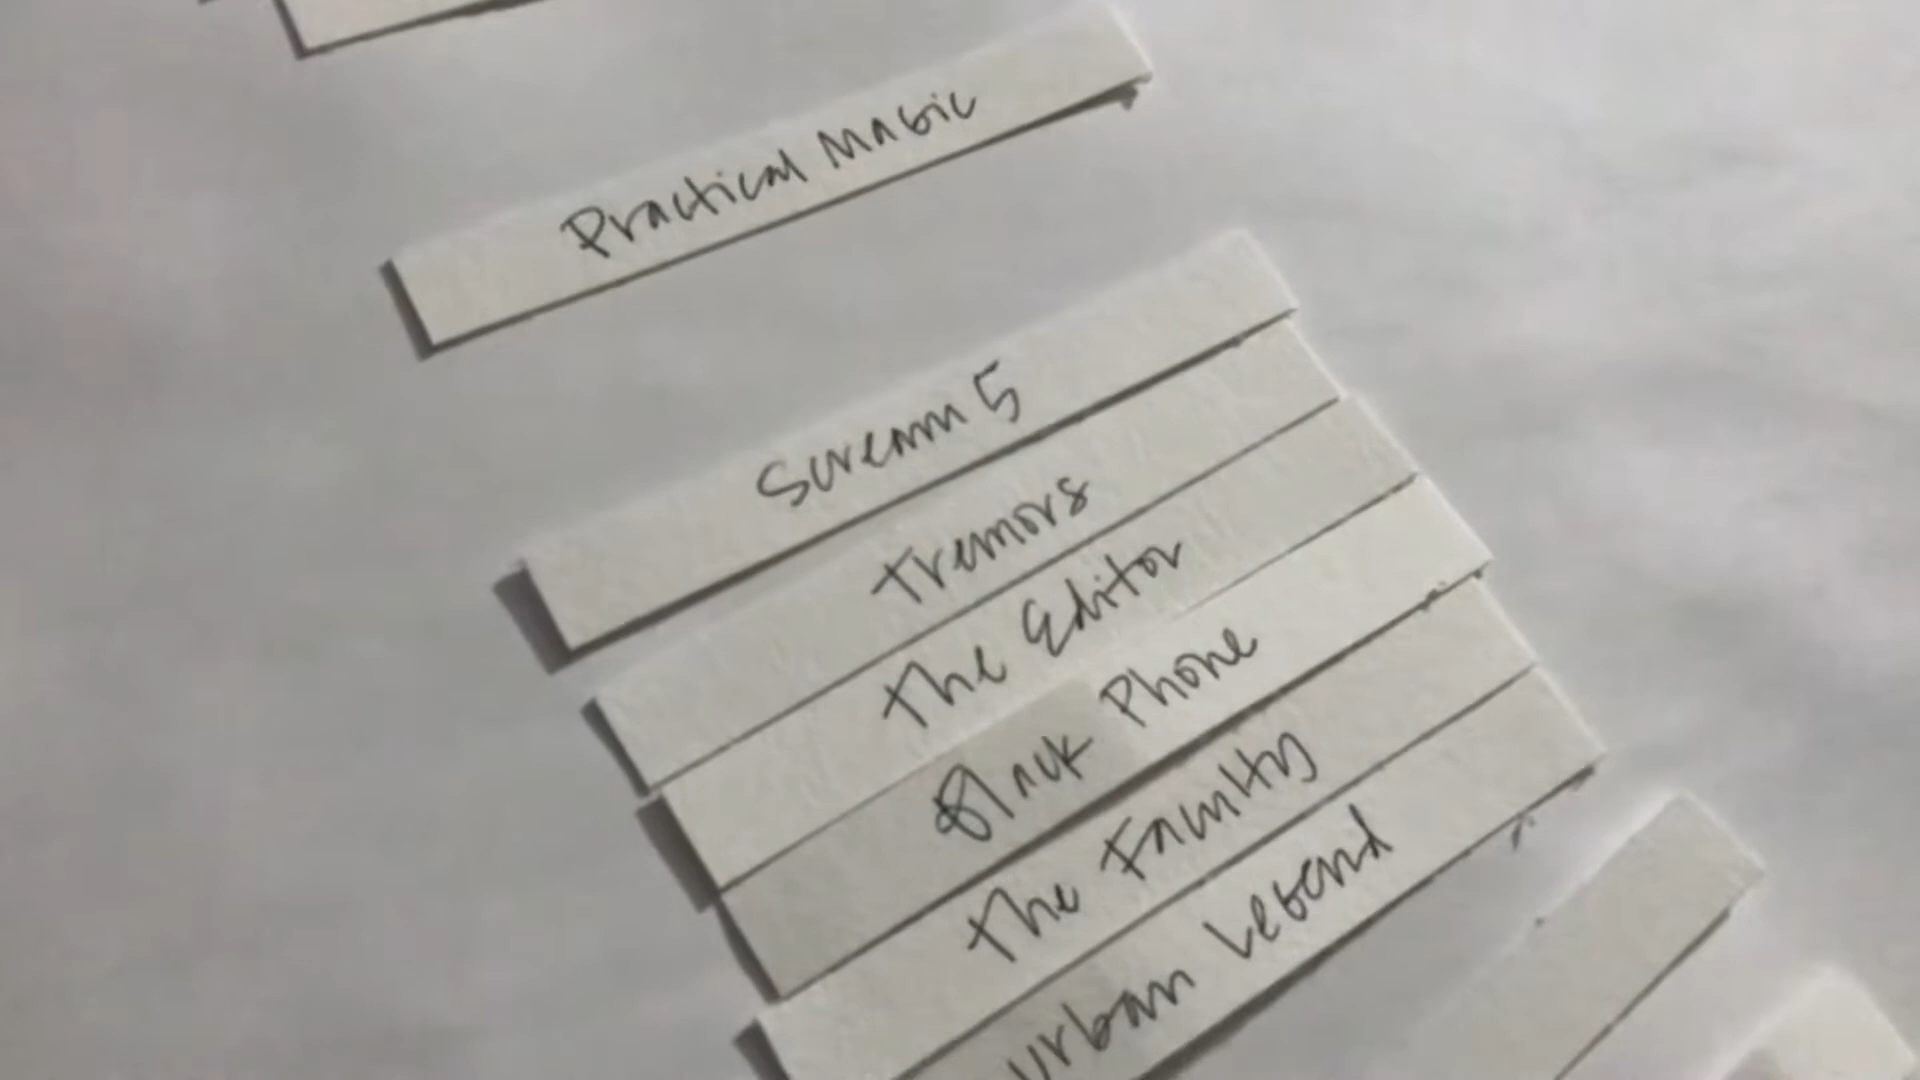 Practical Magic
Scream 5
Tremors
The Editor
Black Phone
The Faculty
Urban Legend